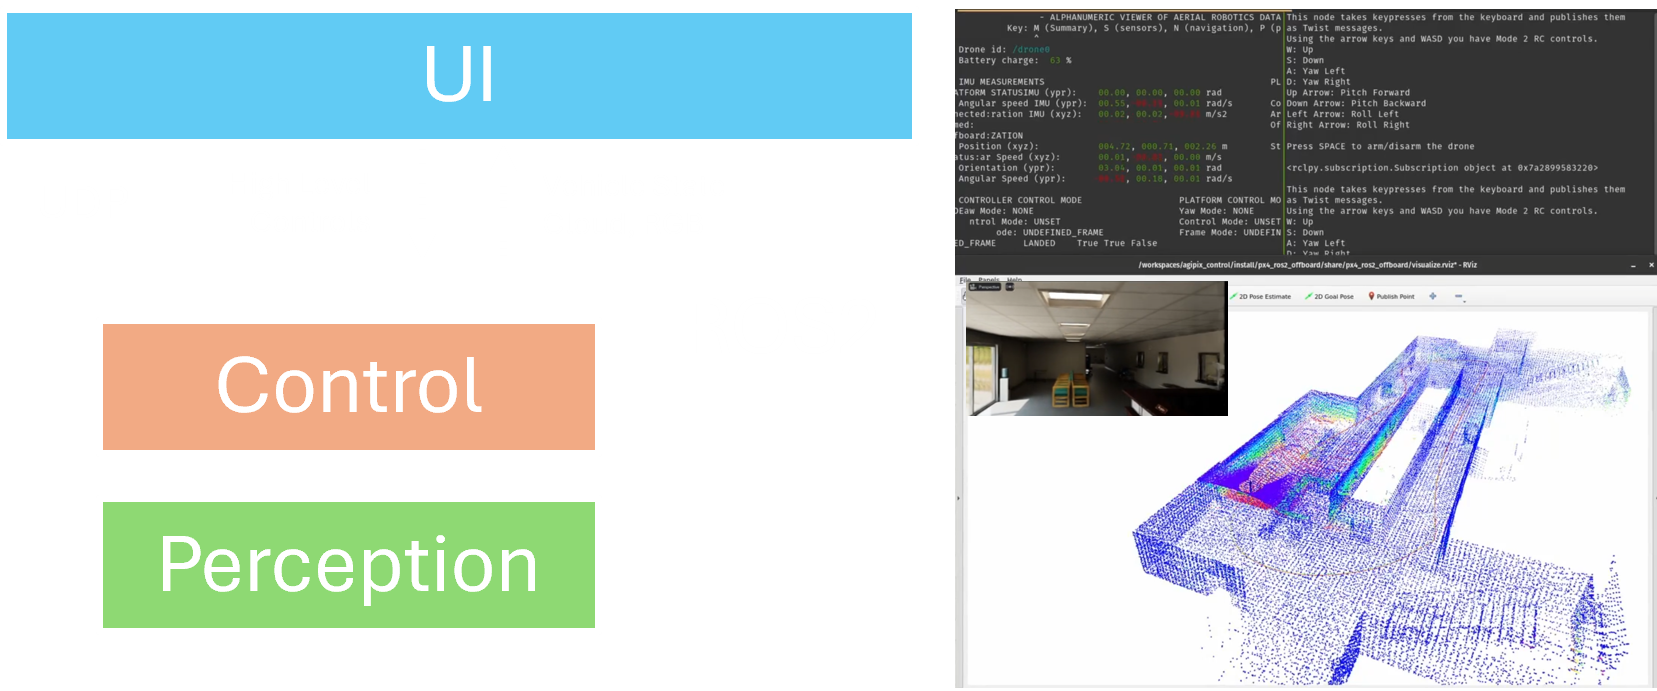 UI
Control
Perception
- ALPHANUMERIC VIEWER OF AERIAL ROBOTICS DATA
Key: M (Summary), S (sensors), N (navigation), P (p
^
Drone id: /drone0
Battery charge: 63 %
IMU MEASUREMENTS PL
ATFORM STATUSIMU (ypr): 00.00, 00.00, 00.00 rad
Angular speed IMU (ypr): 00.55, 00.01 rad/s Co
nected:ration IMU (xyz): 00.02, 00.02, m/s2 Ar
med: Of
fboard:ZATION
Position (xyz): 004.72, 000.71, 002.26 m St
atus:ar Speed (xyz): 00.01, 00.00 m/s
Orientation (ypr): 03.04, 00.01, 00.01 rad
Angular Speed (ypr): 00.18, 00.01 rad/s
CONTROLLER CONTROL MODE PLATFORM CONTROL MO
DEaw Mode: NONE Yaw Mode: NONE
ntrol Mode: UNSET Control Mode: UNSET
ode: UNDEFINED_FRAME Frame Mode: UNDEFIN
ED_FRAME LANDED True True False
This node takes keypresses from the keyboard and publishes them
as Twist messages.
Using the arrow keys and WASD you have Mode 2 RC controls.
W: Up
S: Down
A: Yaw Left
D: Yaw Right
Up Arrow: Pitch Forward
Down Arrow: Pitch Backward
Left Arrow: Roll Left
Right Arrow: Roll Right
Press SPACE to arm/disarm the drone
<rclpy.subscription.Subscription object at 0x7a2899583220>
This node takes keypresses from the keyboard and publishes them
as Twist messages.
Using the arrow keys and WASD you have Mode 2 RC controls.
W: Up
S: Down
A: Yaw Left
D: Yaw Right
/workspaces/agipix_control/install/px4_ros2_offboard/share/px4_ros2_offboard/visualize.rviz* - RViz
File Panels Help
Perspective
2D Pose Estimate 2D Goal Pose Publish Point